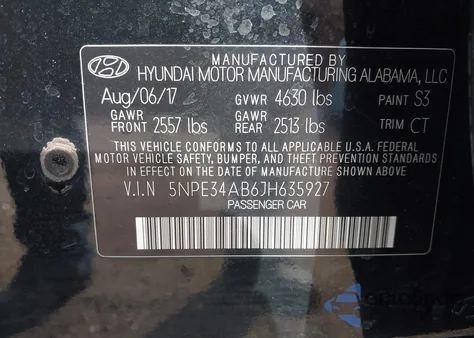 MANUFACTURED BY
HYUNDAI MOTOR MANUFACTURING ALABAMA, LLC
Aug/06/17 GVWR 4630 lbs PAINT S3
GAWR FRONT 2557 lbs GAWR REAR 2513 lbs TRIM CT
THIS VEHICLE CONFORMS TO ALL APPLICABLE U.S.A. FEDERAL
MOTOR VEHICLE SAFETY, BUMPER, AND THEFT PREVENTION
STANDARDS IN EFFECT ON THE DATE OF MANUFACTURE SHOWN ABOVE.
V.I.N 5NPE34AB6JH635927
PASSENGER CAR